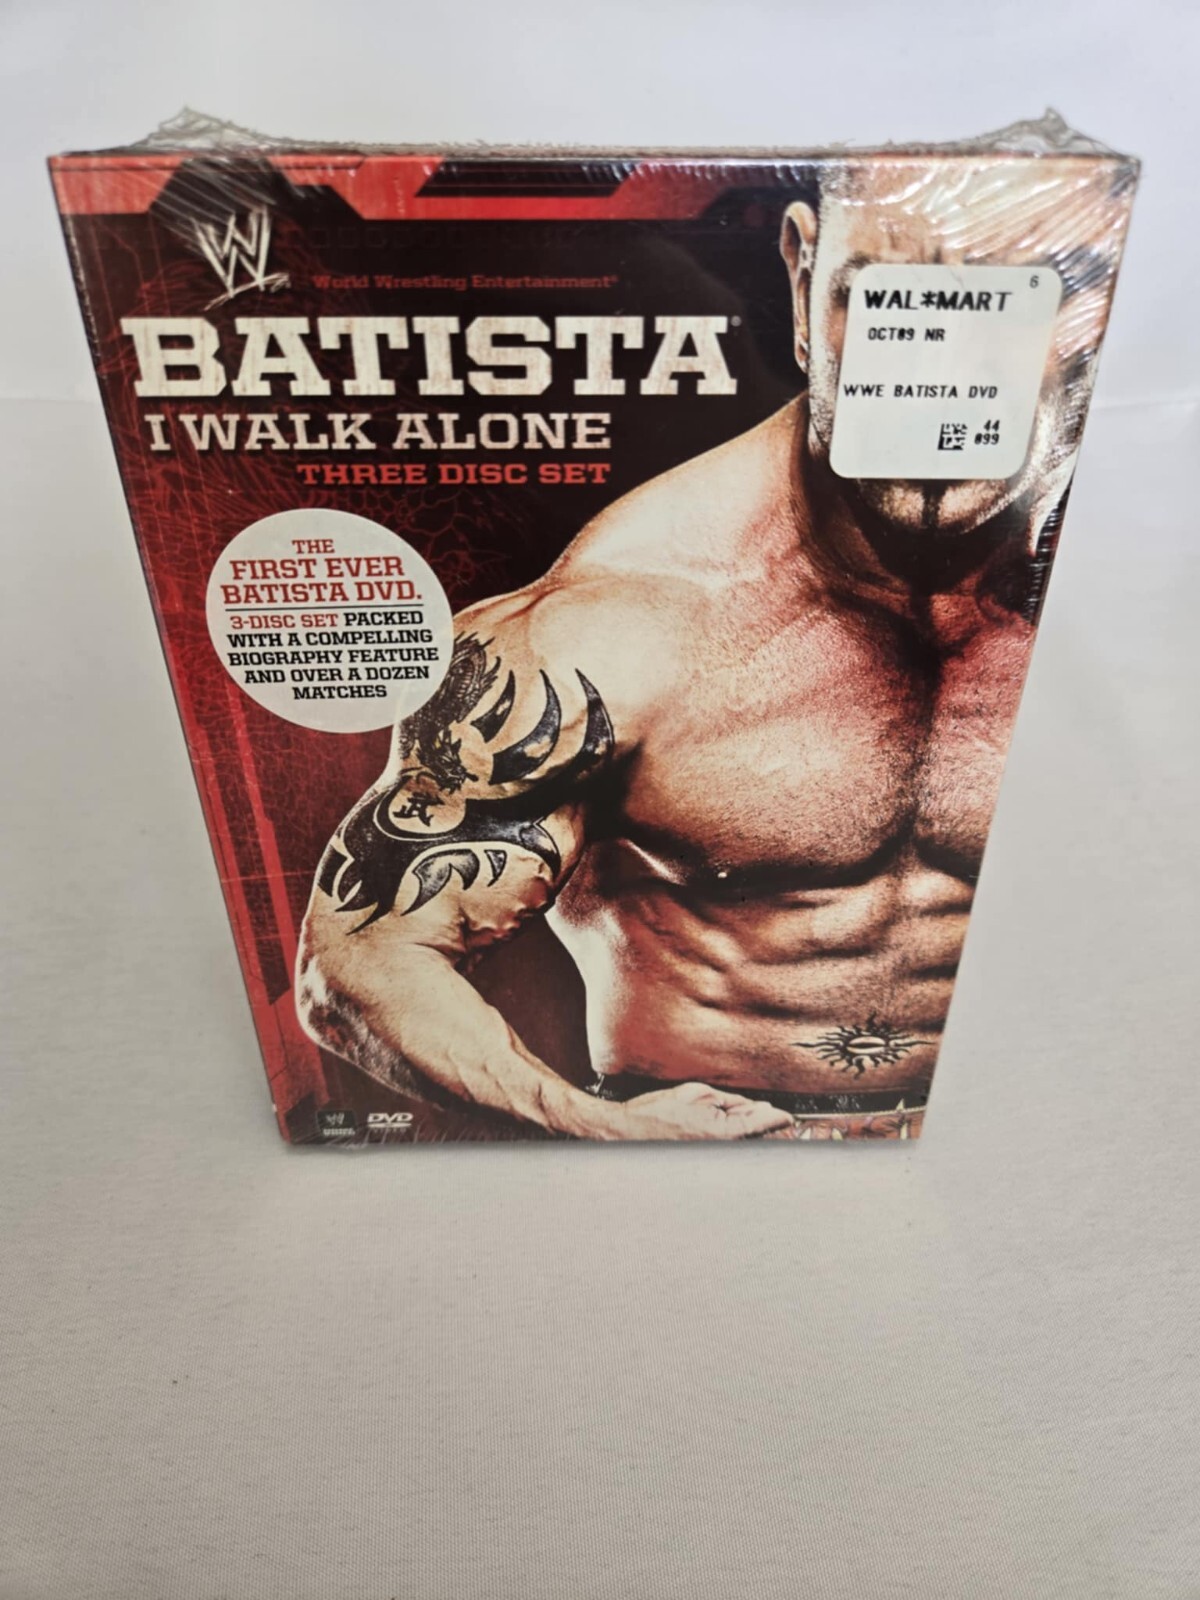 World Wrestling Entertainment®
BATISTA®
I WALK ALONE
THREE DISC SET
THE
FIRST EVER
BATISTA DVD.
3-DISC SET PACKED
WITH A COMPELLING
BIOGRAPHY FEATURE
AND OVER A DOZEN
MATCHES
6
WAL*MART
OCT09 NR
WWE BATISTA DVD
44
099
W
DVD